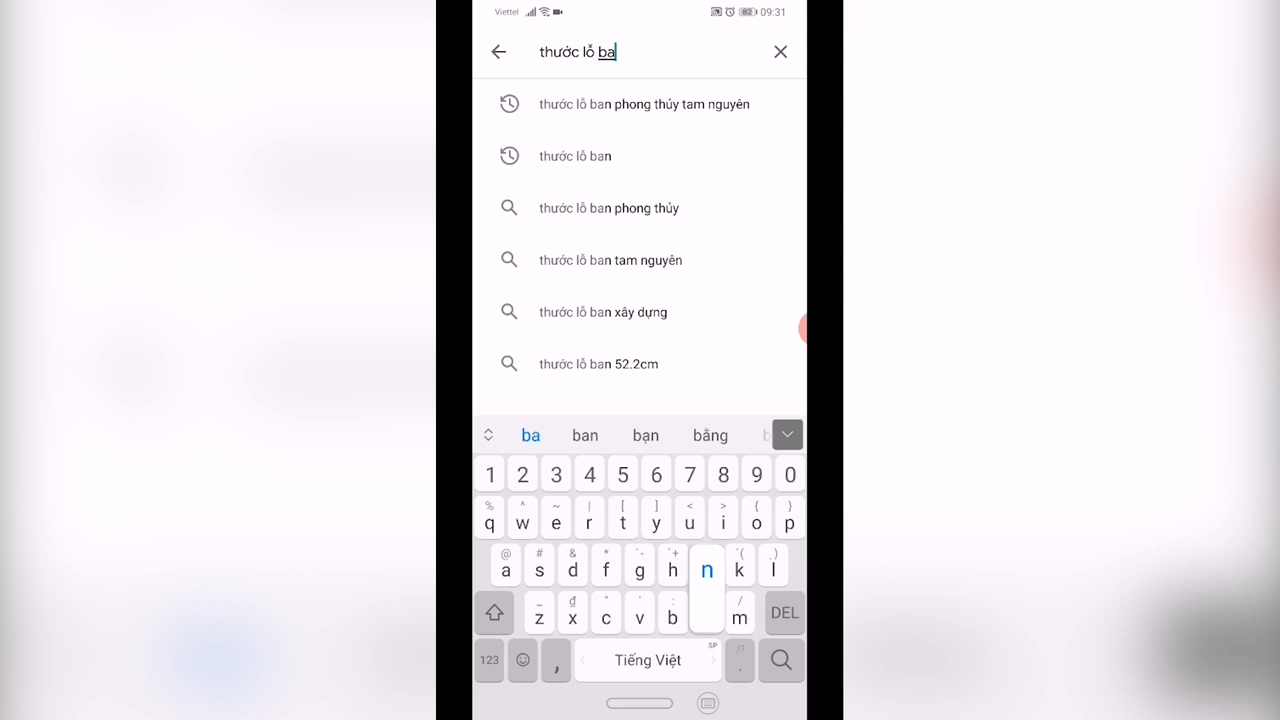 Viettel 82 09:31
thước lỗ ba
thước lỗ ban phong thủy tam nguyên
thước lỗ ban
thước lỗ ban phong thủy
thước lỗ ban tam nguyên
thước lỗ ban xây dựng
thước lỗ ban 52.2cm
ba ban bạn bằng
1 2 3 4 5 6 7 8 9 0
% ^ ~ | [ ] < > { }
q w e r t y u i o p
@ # & *
a s d f g h n k l
z x c v b m DEL
SP
123 , Tiếng Việt .